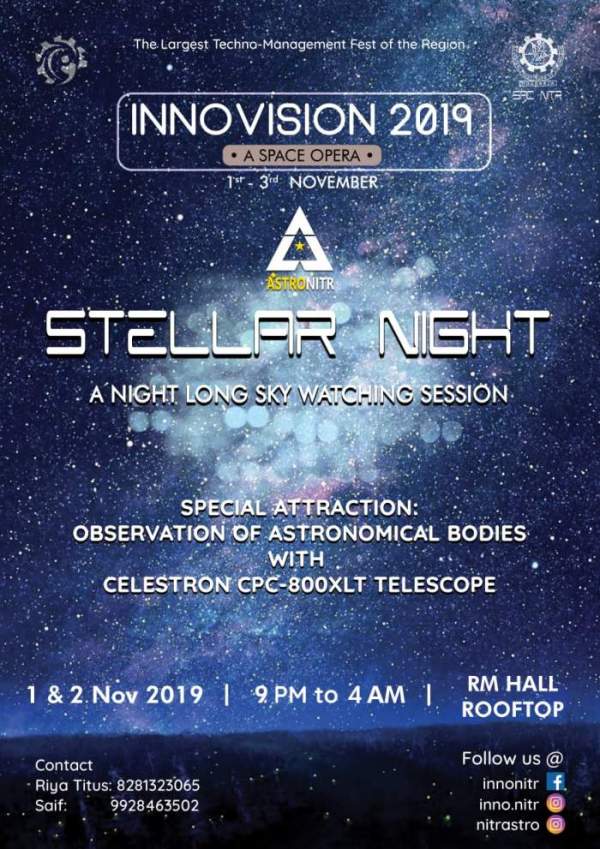 The Largest Techno-Management Fest of the Region
SAC NTR
INNOVISION 2019
• A SPACE OPERA •
1st - 3rd NOVEMBER
ASTRONITR
STELLAR NIGHT
A NIGHT LONG SKY WATCHING SESSION
SPECIAL ATTRACTION:
OBSERVATION OF ASTRONOMICAL BODIES
WITH
CELESTRON CPC-800XLT TELESCOPE
1 & 2 Nov 2019 | 9 PM to 4 AM | RM HALL
ROOFTOP
Contact
Riya Titus: 8281323065
Saif: 9928463502
Follow us @
innonitr
inno.nitr
nitrastro